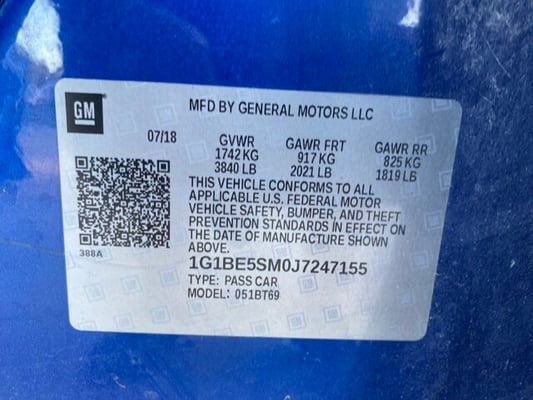 GM
MFD BY GENERAL MOTORS LLC
07/18 GVWR GAWR FRT GAWR RR
1742 KG 917 KG 825 KG
3840 LB 2021 LB 1819 LB
THIS VEHICLE CONFORMS TO ALL
APPLICABLE U.S. FEDERAL MOTOR
VEHICLE SAFETY, BUMPER, AND THEFT
PREVENTION STANDARDS IN EFFECT ON
THE DATE OF MANUFACTURE SHOWN
ABOVE.
388A
1G1BE5SM0J7247155
TYPE: PASS CAR
MODEL: 051BT69